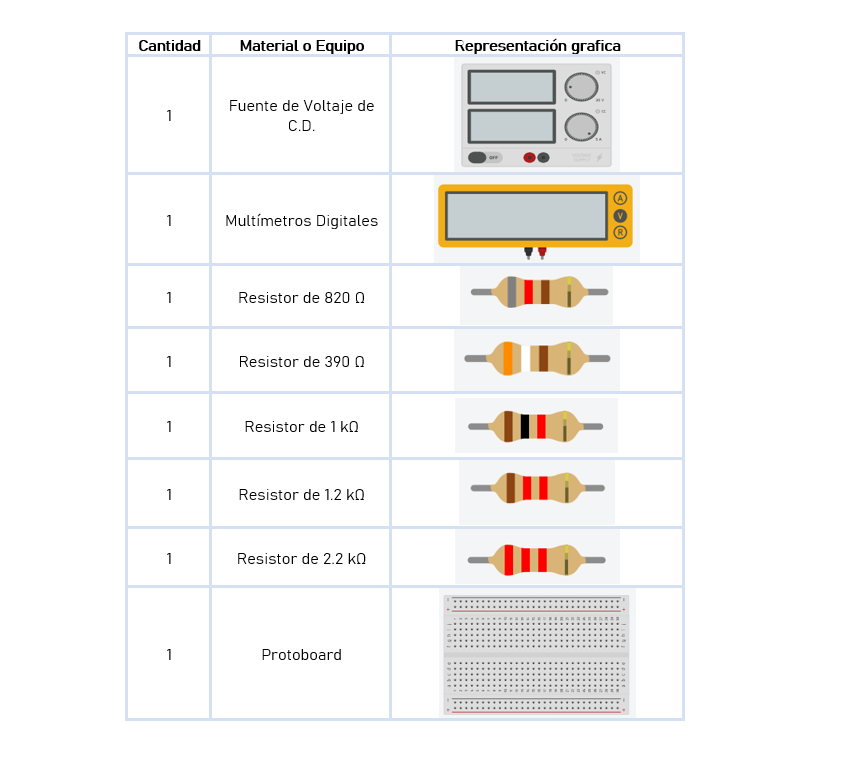 Cantidad Material o Equipo Representación grafica
1 Fuente de Voltaje de
C.D.
OFF
1 Multímetros Digitales
A
V
R
1 Resistor de 820 Ω
1 Resistor de 390 Ω
1 Resistor de 1 kΩ
1 Resistor de 1.2 kΩ
1 Resistor de 2.2 kΩ
1 Protoboard